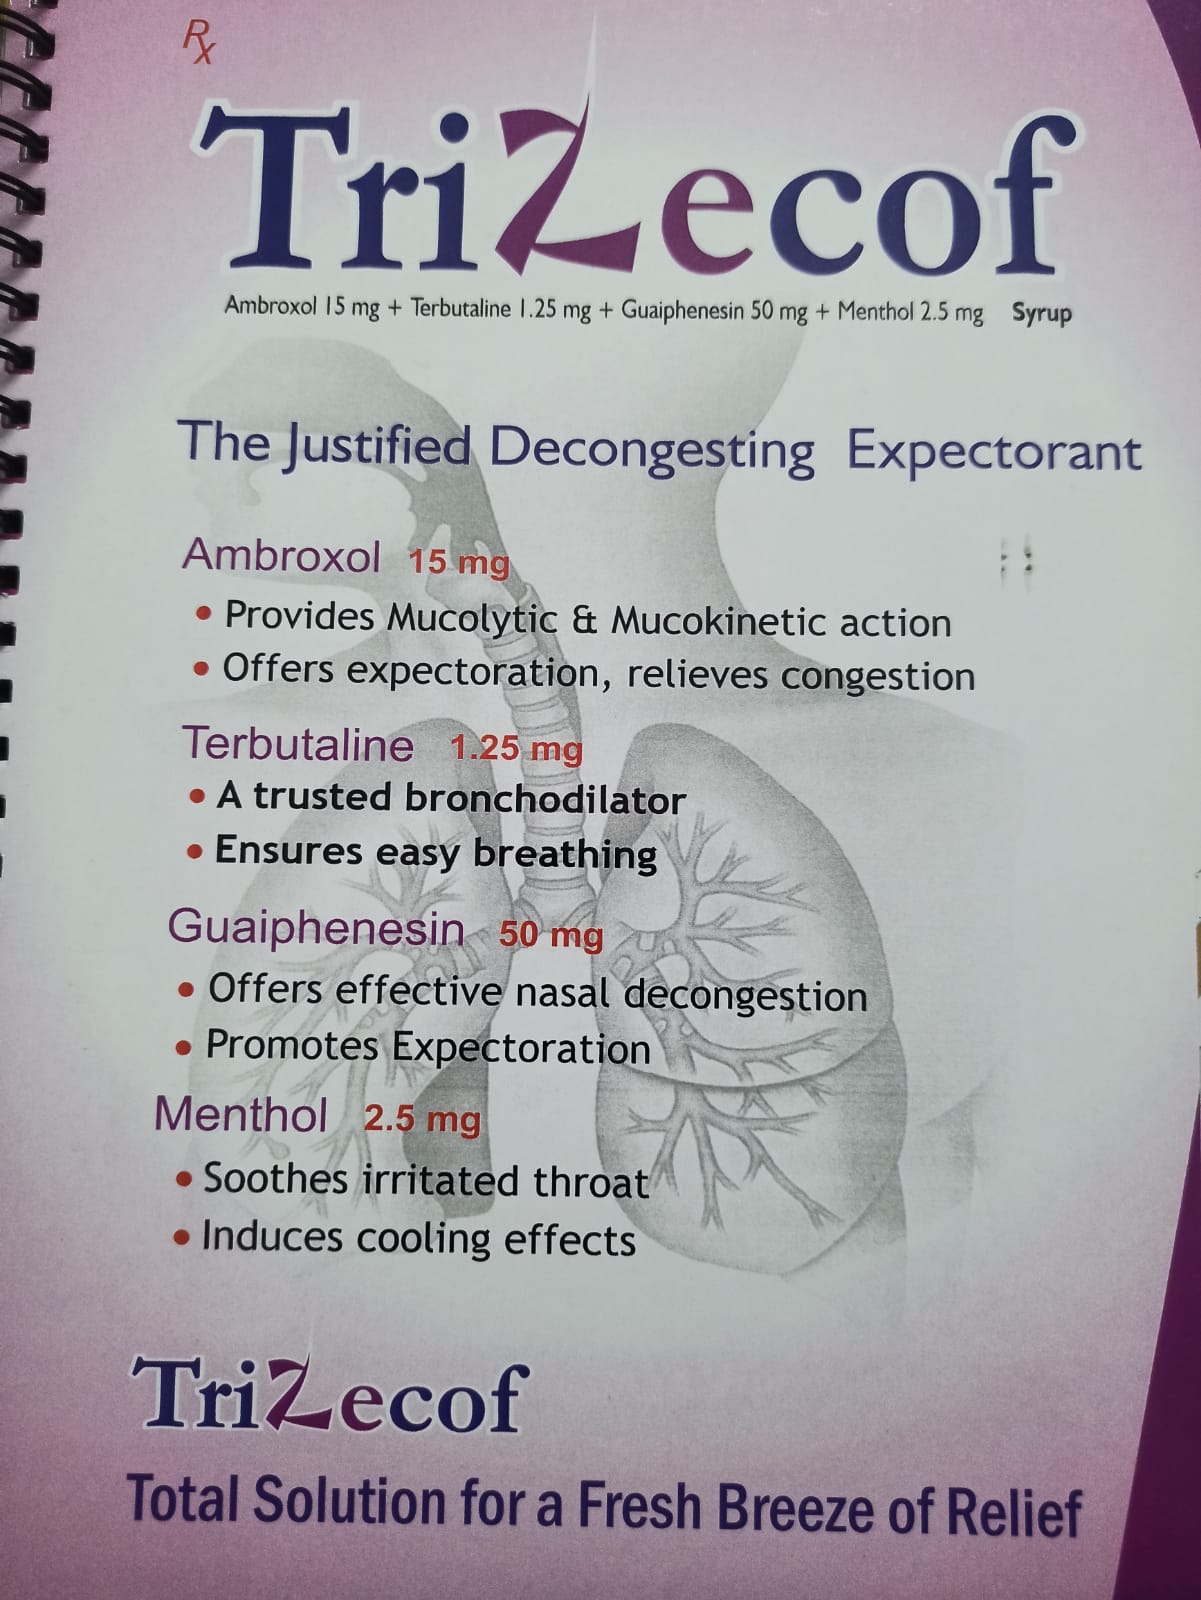 Rx
TriZecof
Ambroxol 15 mg + Terbutaline 1.25 mg + Guaiphenesin 50 mg + Menthol 2.5 mg Syrup
The Justified Decongesting Expectorant
Ambroxol 15 mg
• Provides Mucolytic & Mucokinetic action
• Offers expectoration, relieves congestion
Terbutaline 1.25 mg
• A trusted bronchodilator
• Ensures easy breathing
Guaiphenesin 50 mg
• Offers effective nasal decongestion
• Promotes Expectoration
Menthol 2.5 mg
• Soothes irritated throat
• Induces cooling effects
TriZecof
Total Solution for a Fresh Breeze of Relief